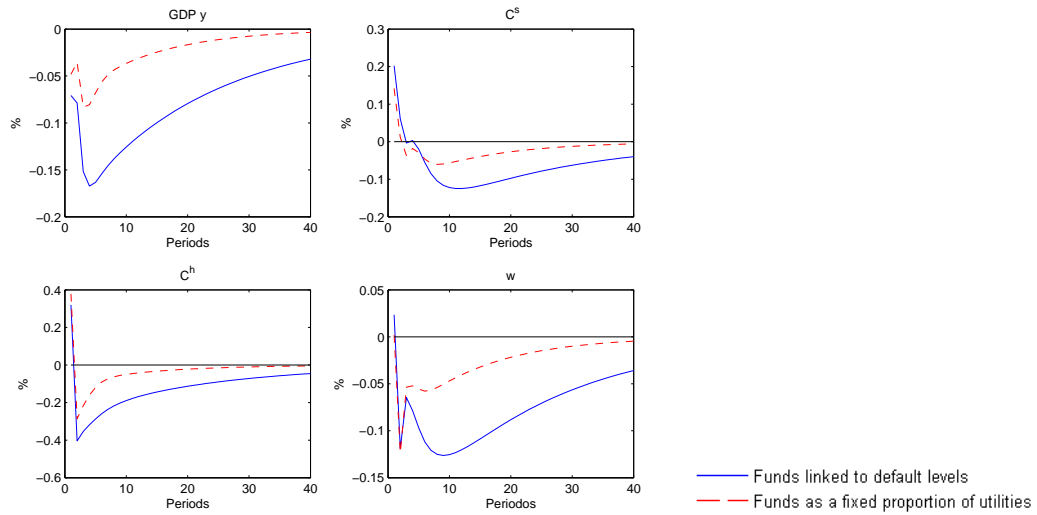 GDP y
0
−0.05
−0.1
−0.15
−0.2
%
0 10 20 30 40
Periods
C^s
0.3
0.2
0.1
0
−0.1
−0.2
%
0 10 20 30 40
Periods
C^h
0.4
0.2
0
−0.2
−0.4
−0.6
%
0 10 20 30 40
Periods
w
0.05
0
−0.05
−0.1
−0.15
%
0 10 20 30 40
Periodos
Funds linked to default levels
Funds as a fixed proportion of utilities